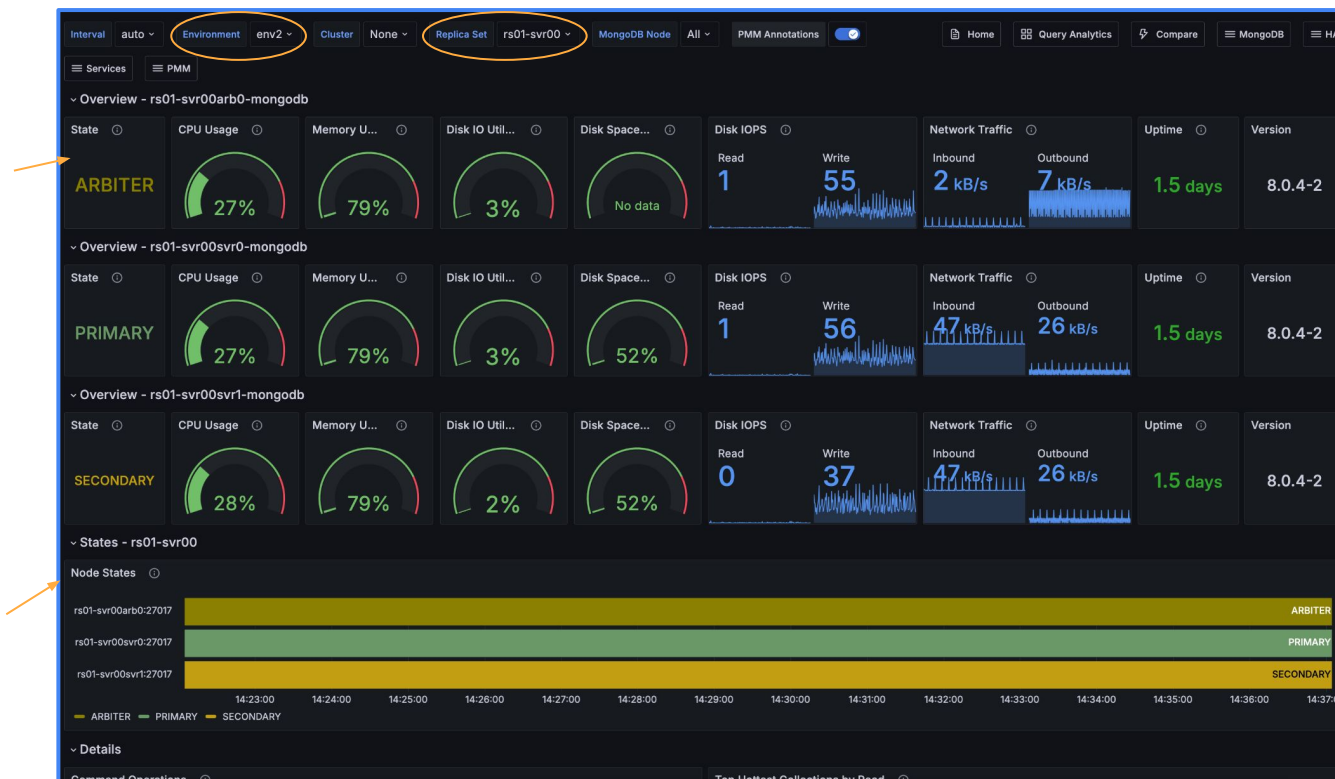 Interval auto Environment env2 Cluster None Replica Set rs01-svr00 MongoDB Node All PMM Annotations Home Query Analytics Compare MongoDB
Services PMM
Overview - rs01-svr00arb0-mongodb
State CPU Usage Memory U... Disk IO Util... Disk Space... Disk IOPS Network Traffic Uptime Version
Read Write Inbound Outbound
ARBITER 27% 79% 3% No data 1 55 2 kB/s 7 kB/s 1.5 days 8.0.4-2
Overview - rs01-svr00svr0-mongodb
State CPU Usage Memory U... Disk IO Util... Disk Space... Disk IOPS Network Traffic Uptime Version
Read Write Inbound Outbound
PRIMARY 27% 79% 3% 52% 1 56 47 kB/s 26 kB/s 1.5 days 8.0.4-2
Overview - rs01-svr00svr1-mongodb
State CPU Usage Memory U... Disk IO Util... Disk Space... Disk IOPS Network Traffic Uptime Version
Read Write Inbound Outbound
SECONDARY 28% 79% 2% 52% 0 37 47 kB/s 26 kB/s 1.5 days 8.0.4-2
States - rs01-svr00
Node States
rs01-svr00arb0:27017 ARBITER
rs01-svr00svr0:27017 PRIMARY
rs01-svr00svr1:27017 SECONDARY
14:23:00 14:24:00 14:25:00 14:26:00 14:27:00 14:28:00 14:29:00 14:30:00 14:31:00 14:32:00 14:33:00 14:34:00 14:35:00 14:36:00
ARBITER PRIMARY SECONDARY
Details
Command Operations Top Hottest Collections by Read